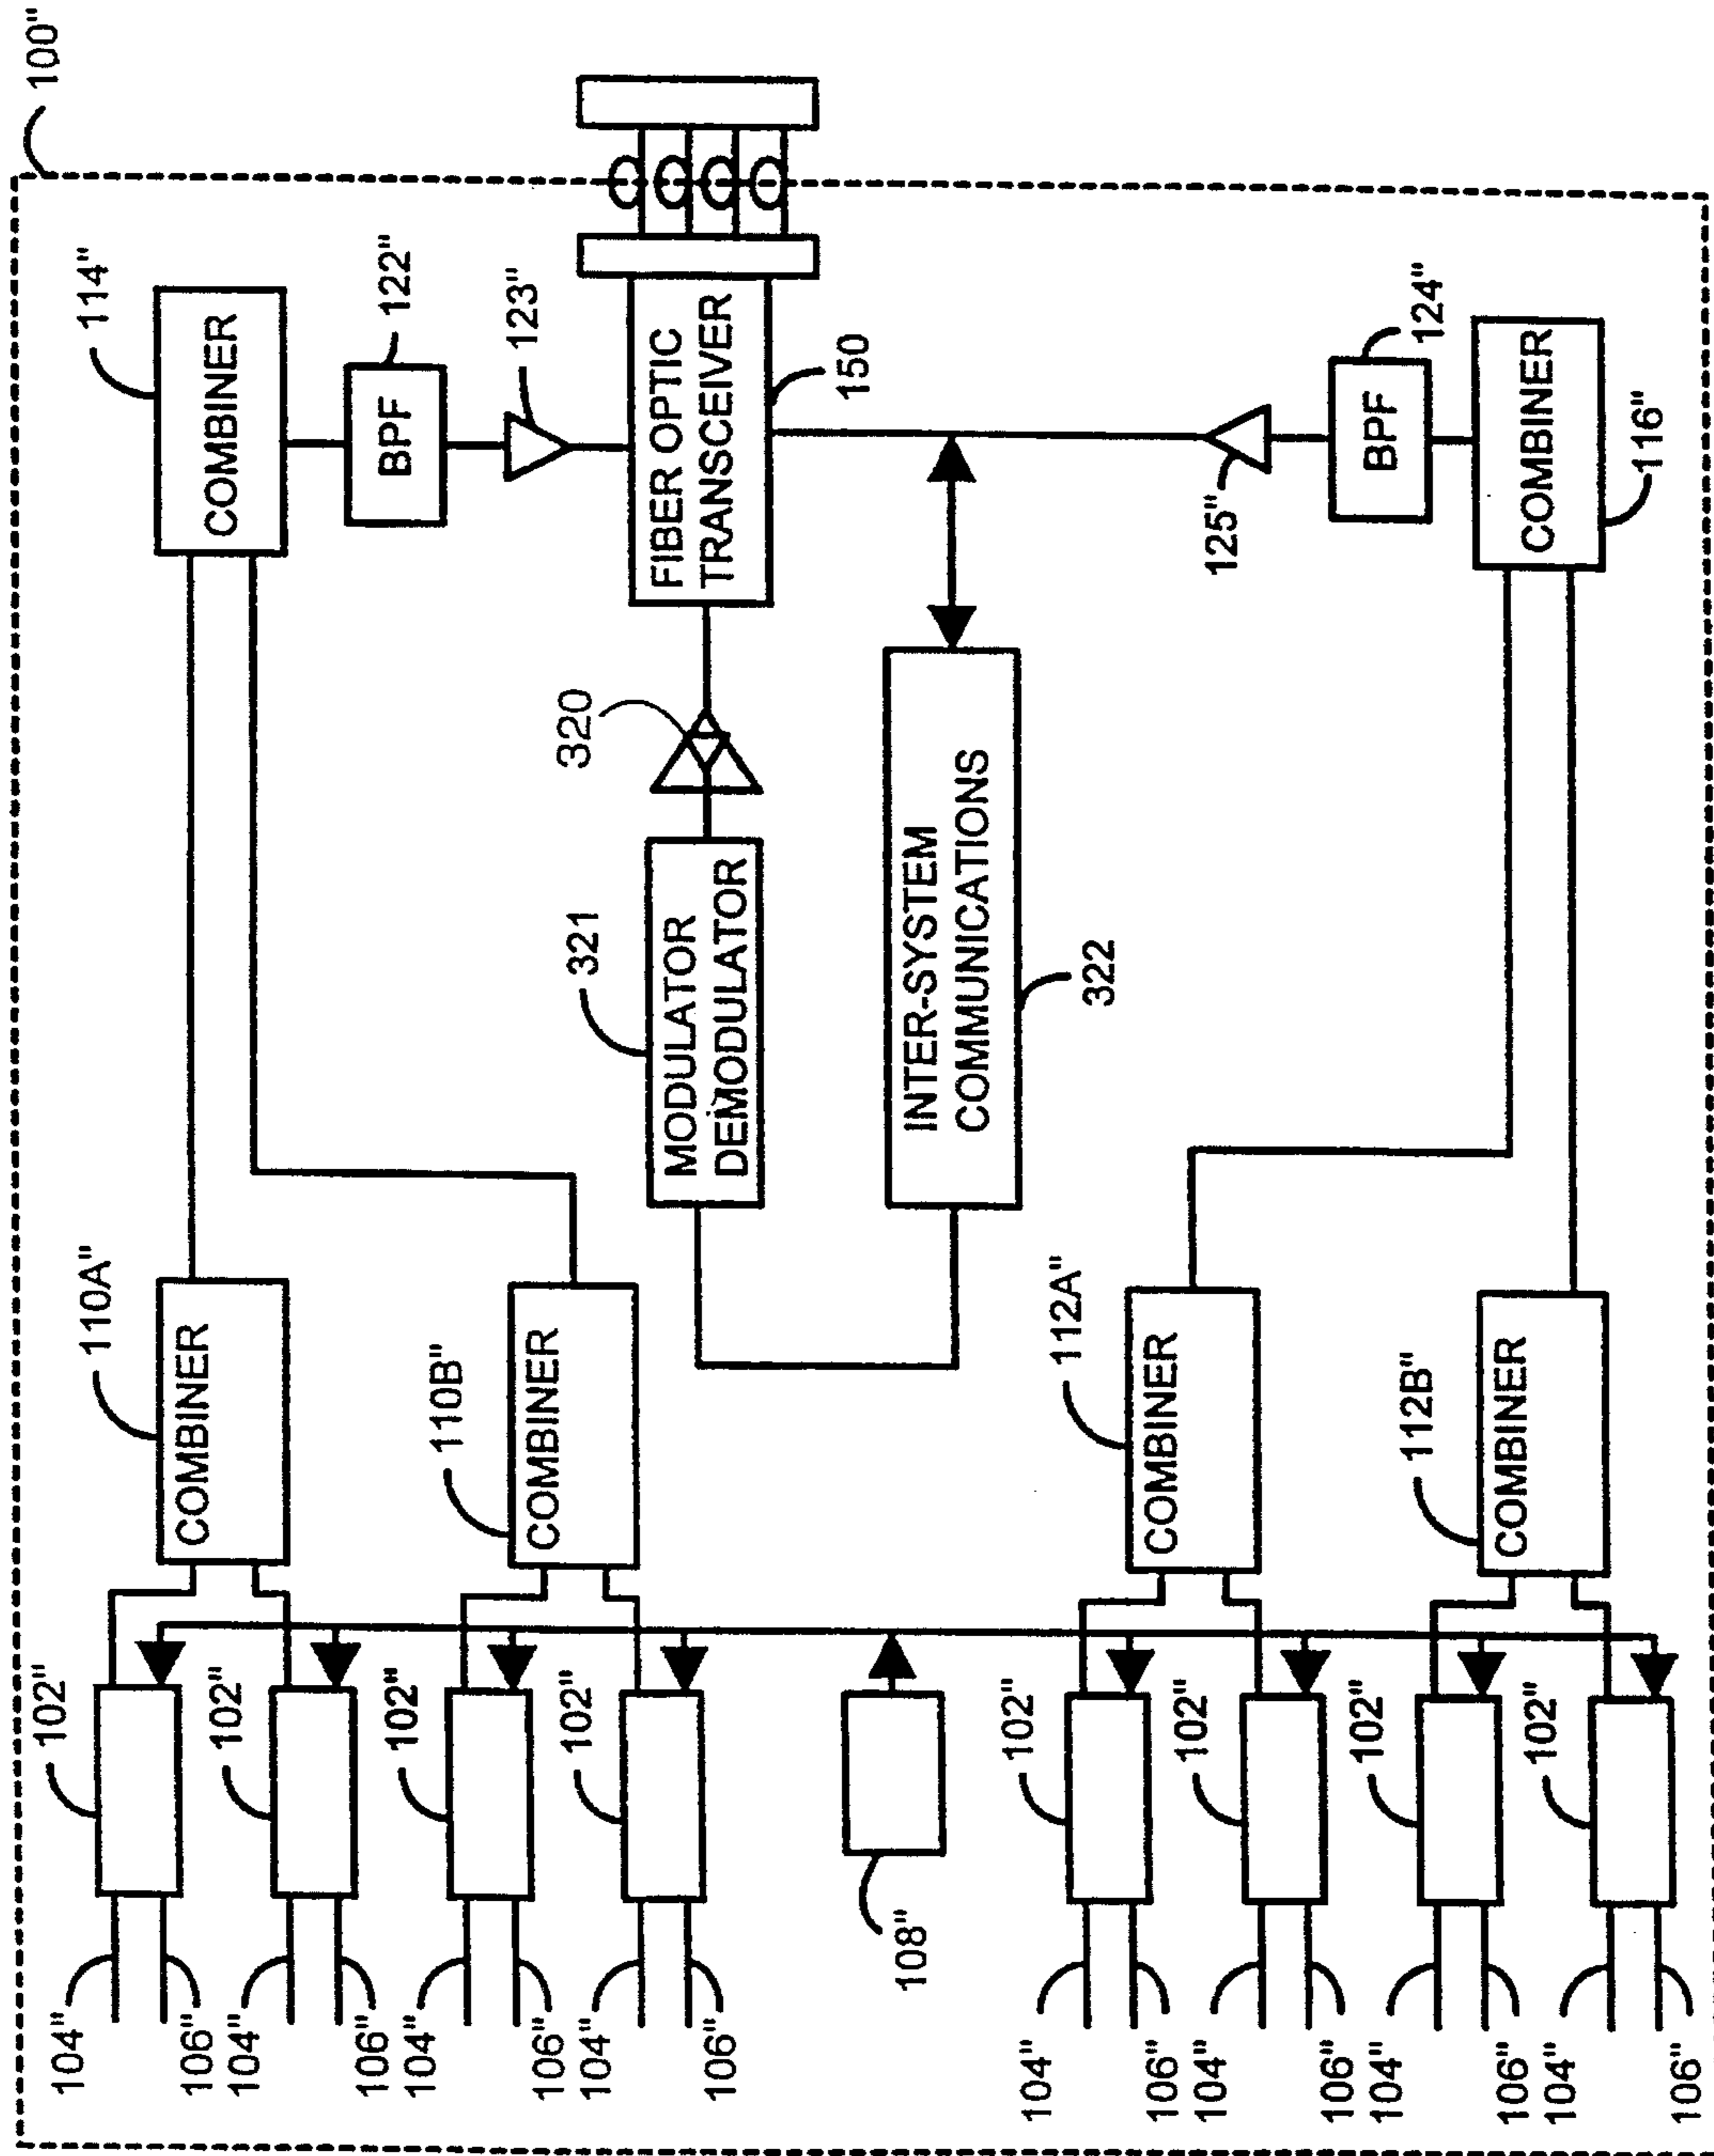 100"
102"
110A"
114"
104"
COMBINER
COMBINER
106"
104"
102"
122"
BPF
106"
104"
102"
110B"
123"
COMBINER
106"
104"
102"
321
320
FIBER OPTIC
TRANSCEIVER
MODULATOR
DEMODULATOR
106"
150
108"
INTER-SYSTEM
COMMUNICATIONS
322
104"
102"
112A"
106"
COMBINER
104"
102"
125"
106"
104"
102"
112B"
BPF
124"
106"
COMBINER
COMBINER
104"
102"
116"
106"